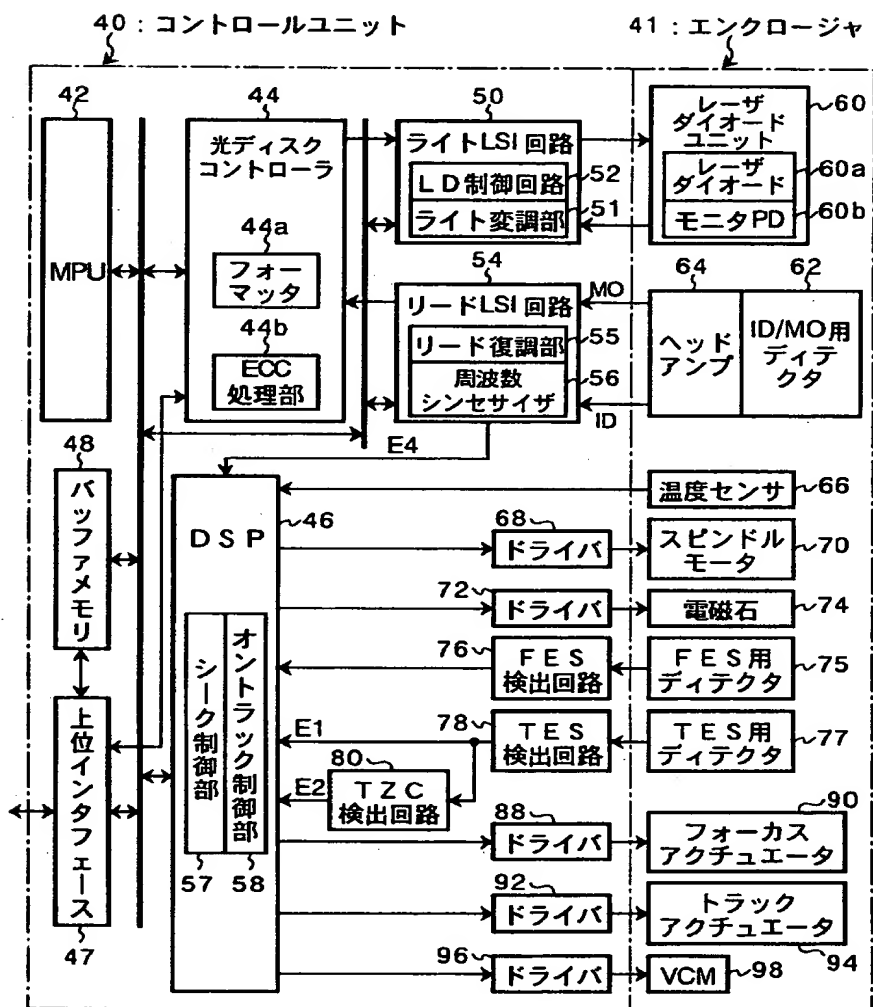 40：コントロールユニット
41：エンクロージャ
42
MPU
44
光ディスク
コントローラ
44a
フォー
マッタ
44b
ECC
処理部
50
ライトLSI 回路
LD制御回路
52
ライト変調部
51
レーザ
ダイオード
ユニット
60
レーザ
ダイオード
60a
モニタPD
60b
54
リードLSI 回路
リード復調部
55
周波数
シンセサイザ
56
MO
ID
64
ヘッド
アンプ
62
ID/MO用
ディテ
クタ
48
バッファメモリ
E4
DSP
46
温度センサ
66
68
ドライバ
スピンドル
モータ
70
72
ドライバ
電磁石
74
76
FES
検出回路
FES用
ディテクタ
75
78
TES
検出回路
TES用
ディテクタ
77
E1
80
E2
TZC
検出回路
シーク制御部
オントラック制御部
57
58
上位インタフェース
47
88
ドライバ
90
フォーカス
アクチュエータ
92
ドライバ
トラック
アクチュエータ
94
96
ドライバ
VCM
98